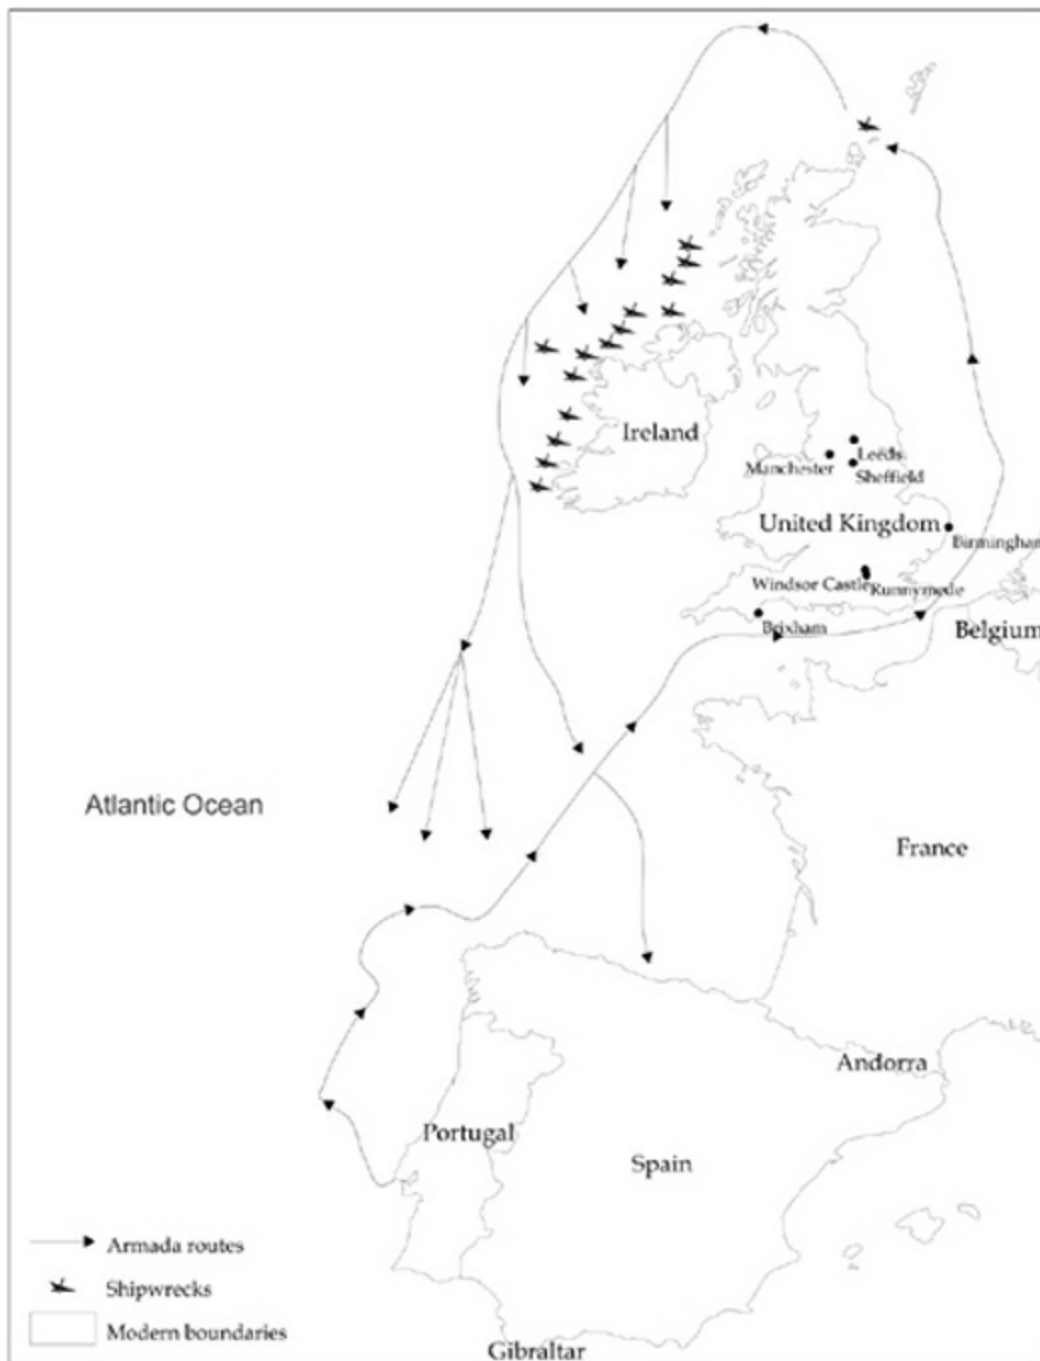 Ireland
Leeds
Manchester
Sheffield
United Kingdom
Birmingham
Windsor Castle
Runnymede
Brixham
Belgium
Atlantic Ocean
France
Andorra
Portugal
Spain
Armada routes
Shipwrecks
Modern boundaries
Gibraltar